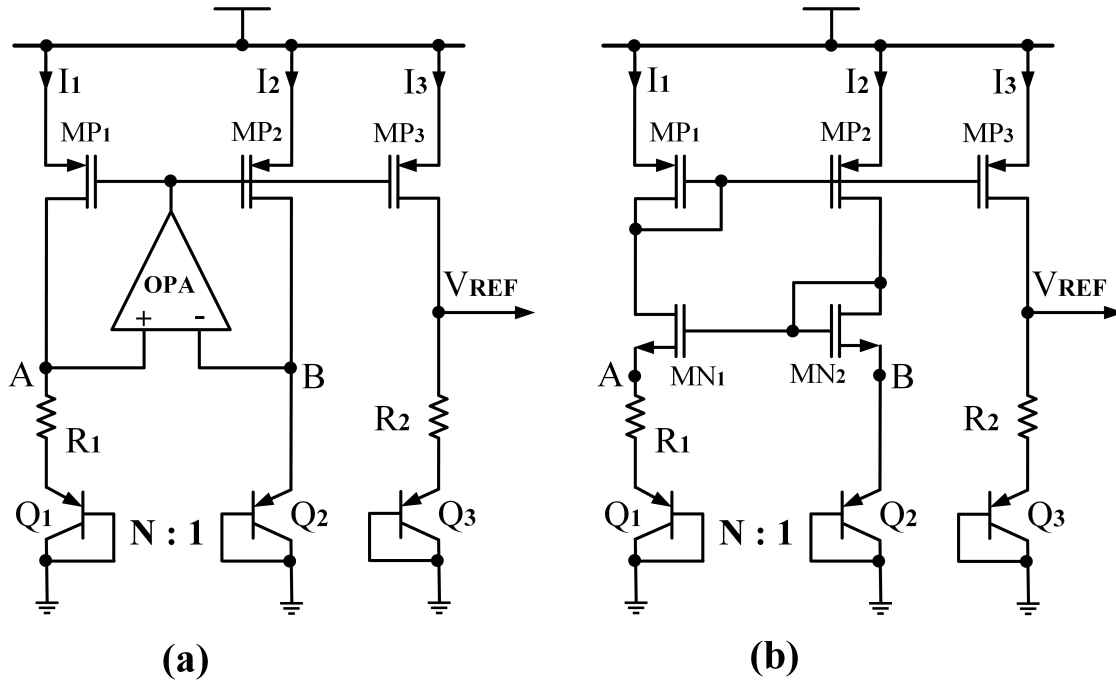 I1 I2 I3 I1 I2 I3
MP1 MP2 MP3 MP1 MP2 MP3
OPA
+ -
VREF VREF
A B A MN1 MN2 B
R1 R2 R1 R2
Q1 N : 1 Q2 Q3 Q1 N : 1 Q2 Q3
(a) (b)